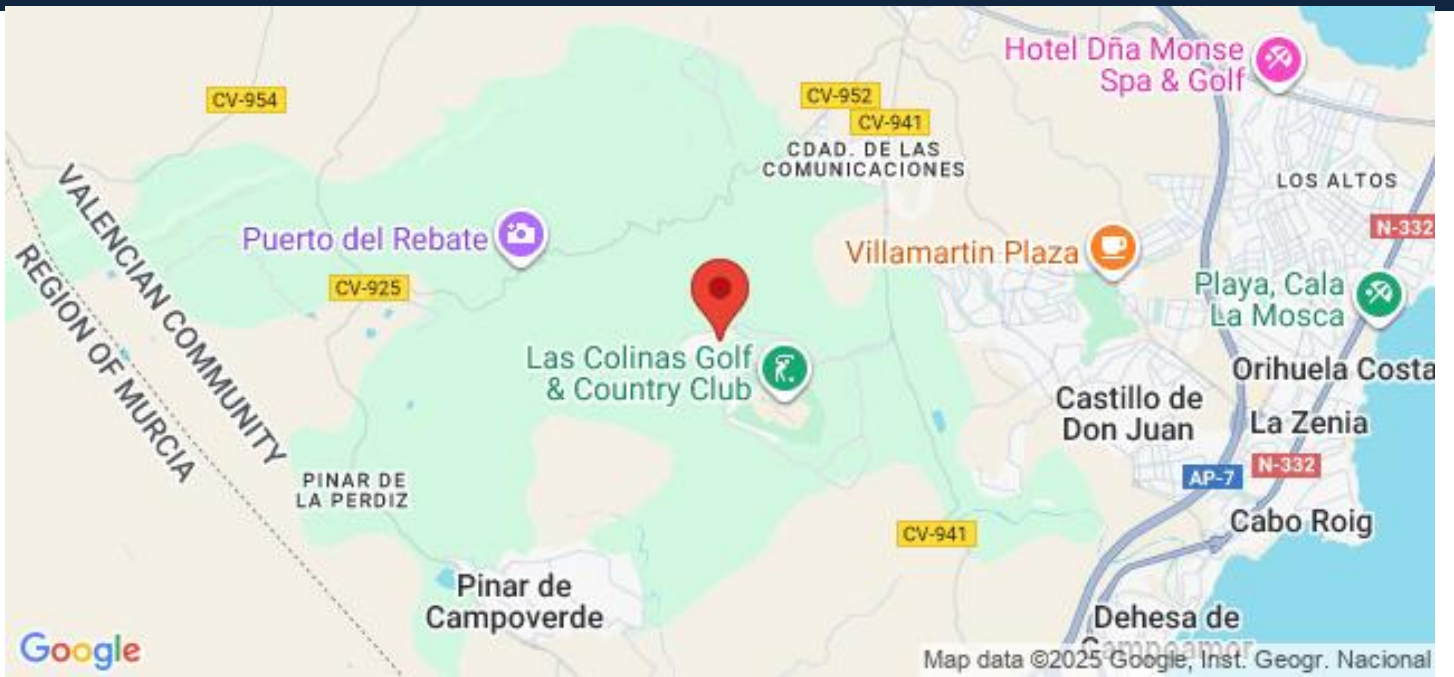 Hotel Dña Monse
Spa & Golf
CV-954
CV-952
CV-941
CDAD. DE LAS
COMUNICACIONES
LOS ALTOS
VALENCIAN COMMUNITY
REGION OF MURCIA
Puerto del Rebate
Villamartin Plaza
N-332
CV-925
Playa, Cala
La Mosca
Las Colinas Golf
& Country Club
Orihuela Costa
Castillo de
Don Juan
La Zenia
PINAR DE
LA PERDIZ
AP-7
N-332
Cabo Roig
CV-941
Pinar de
Campoverde
Dehesa de
Campoamor
Google
Map data ©2025 Google, Inst. Geogr. Nacional